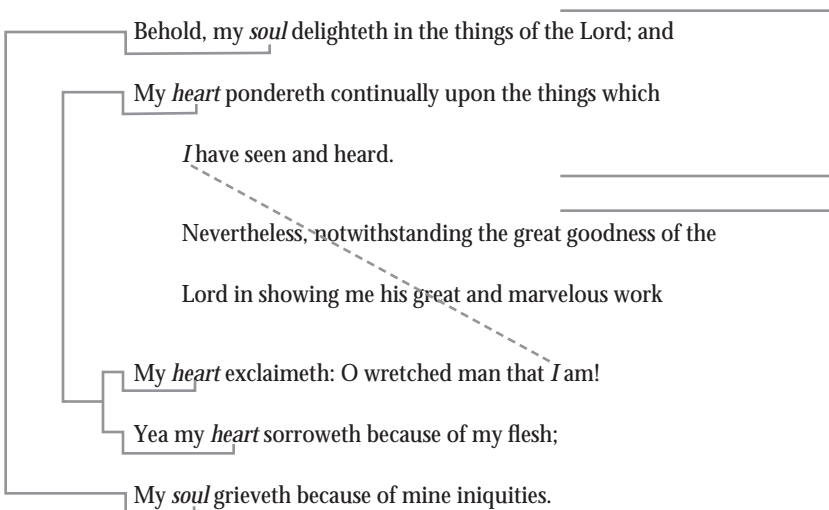 Behold, my soul delighteth in the things of the Lord; and
My heart pondereth continually upon the things which
I have seen and heard.
Nevertheless, notwithstanding the great goodness of the
Lord in showing me his great and marvelous work
My heart exclaimeth: O wretched man that I am!
Yea my heart sorroweth because of my flesh;
My soul grieveth because of mine iniquities.